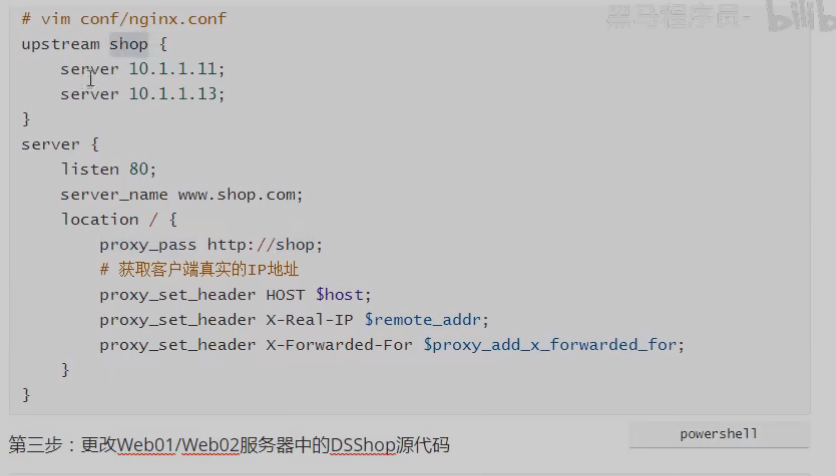 黑马程序员-
# vim conf/nginx.conf
upstream shop {
    server 10.1.1.11;
    server 10.1.1.13;
}
server {
    listen 80;
    server_name www.shop.com;
    location / {
        proxy_pass http://shop;
        # 获取客户端真实的IP地址
        proxy_set_header HOST $host;
        proxy_set_header X-Real-IP $remote_addr;
        proxy_set_header X-Forwarded-For $proxy_add_x_forwarded_for;
    }
}
powershell
第三步：更改Web01/Web02服务器中的DSShop源代码